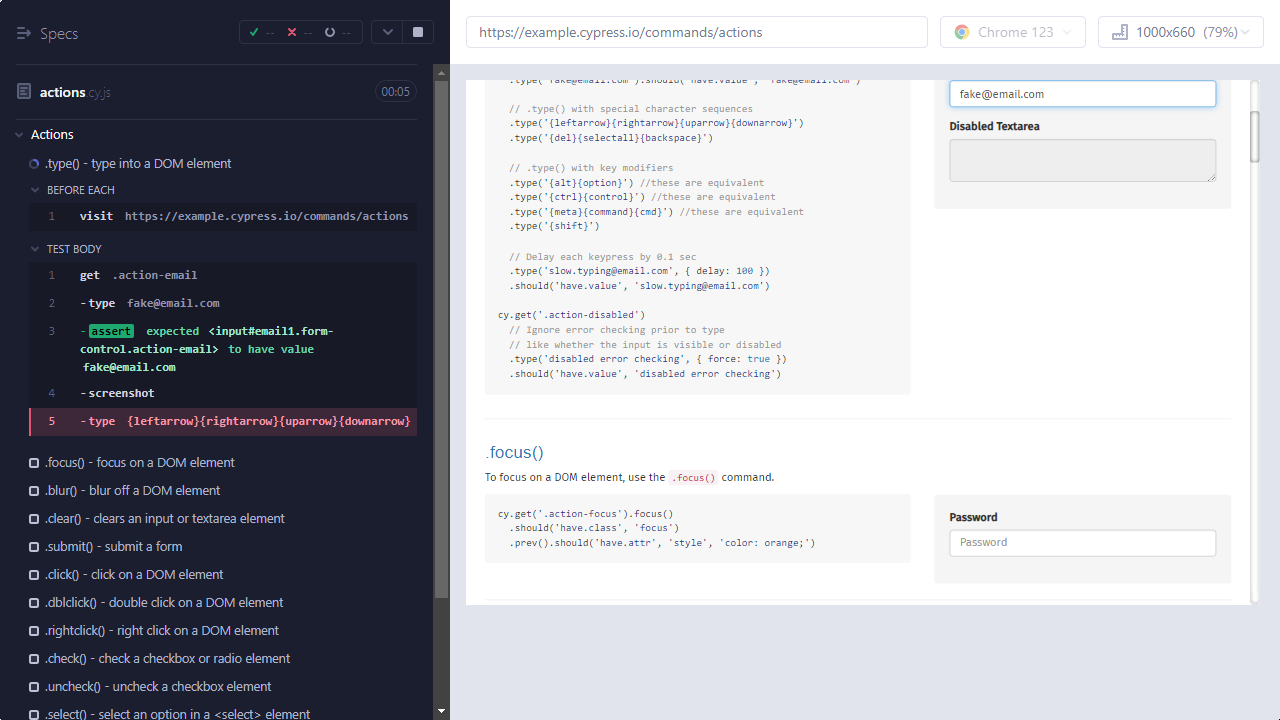 Specs
--
--
--
actions cy.js
00:05
Actions
.type() - type into a DOM element
BEFORE EACH
1 visit https://example.cypress.io/commands/actions
TEST BODY
1 get .action-email
2 -type fake@email.com
3 -assert expected <input#email1.form-
control.action-email> to have value
fake@email.com
4 -screenshot
5 -type {leftarrow}{rightarrow}{uparrow}{downarrow}
.focus() - focus on a DOM element
.blur() - blur off a DOM element
.clear() - clears an input or textarea element
.submit() - submit a form
.click() - click on a DOM element
.dblclick() - double click on a DOM element
.rightclick() - right click on a DOM element
.check() - check a checkbox or radio element
.uncheck() - uncheck a checkbox element
.select() - select an option in a <select> element
https://example.cypress.io/commands/actions
Chrome 123
1000x660 (79%)
.type('fake@email.com').should('have.value', 'fake@email.com')
// .type() with special character sequences
.type('{leftarrow}{rightarrow}{uparrow}{downarrow}')
.type('{del}{selectall}{backspace}')
// .type() with key modifiers
.type('{alt}{option}') //these are equivalent
.type('{ctrl}{control}') //these are equivalent
.type('{meta}{command}{cmd}') //these are equivalent
.type('{shift}')
// Delay each keypress by 0.1 sec
.type('slow.typing@email.com', { delay: 100 })
.should('have.value', 'slow.typing@email.com')
cy.get('.action-disabled')
// Ignore error checking prior to type
// like whether the input is visible or disabled
.type('disabled error checking', { force: true })
.should('have.value', 'disabled error checking')
fake@email.com
Disabled Textarea
.focus()
To focus on a DOM element, use the .focus() command.
cy.get('.action-focus').focus()
.should('have.class', 'focus')
.prev().should('have.attr', 'style', 'color: orange;')
Password
Password